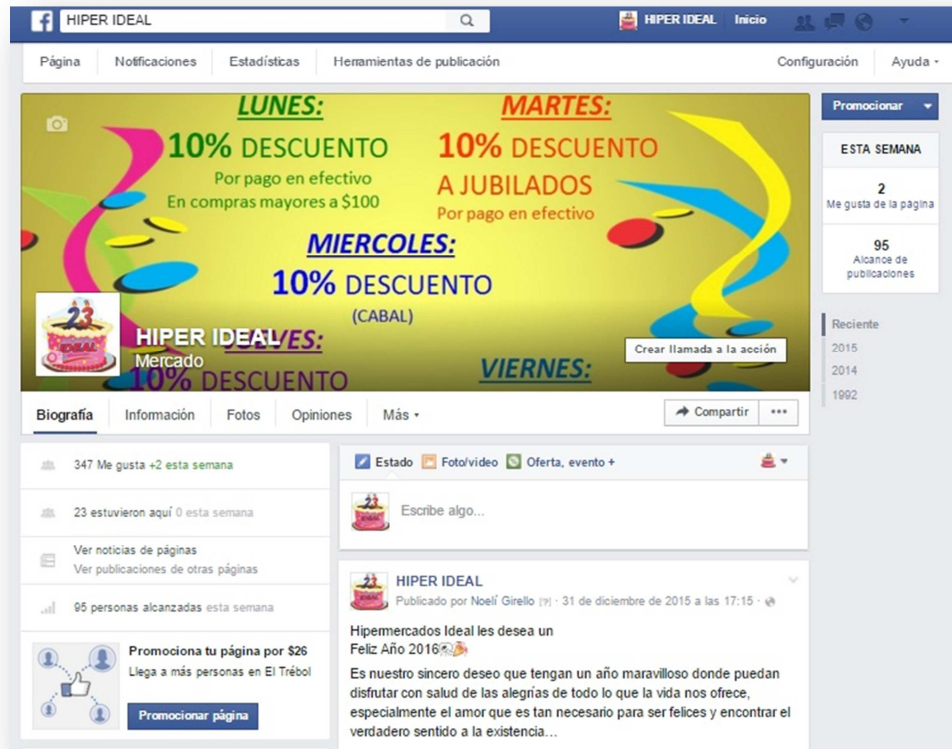 HIPER IDEAL
HIPER IDEAL Inicio
Página Notificaciones Estadísticas Herramientas de publicación Configuración Ayuda
LUNES:
10% DESCUENTO
Por pago en efectivo
En compras mayores a $100
MARTES:
10% DESCUENTO
A JUBILADOS
Por pago en efectivo
MIERCOLES:
10% DESCUENTO
(CABAL)
10% DESCUENTO
VIERNES:
23
IDEAL
HIPER IDEAL
Mercado
Crear llamada a la acción
Promocionar
ESTA SEMANA
2
Me gusta de la página
95
Alcance de
publicaciones
Reciente
2015
2014
1992
Biografía Información Fotos Opiniones Más
Compartir
347 Me gusta +2 esta semana
23 estuvieron aquí 0 esta semana
Ver noticias de páginas
Ver publicaciones de otras páginas
95 personas alcanzadas esta semana
Promociona tu página por $26
Llega a más personas en El Trébol
Promocionar página
Estado Foto/video Oferta, evento +
Escribe algo...
HIPER IDEAL
Publicado por Noelí Girello [?] · 31 de diciembre de 2015 a las 17:15 ·
Hipermercados Ideal les desea un
Feliz Año 2016
Es nuestro sincero deseo que tengan un año maravilloso donde puedan
disfrutar con salud de las alegrías de todo lo que la vida nos ofrece,
especialmente el amor que es tan necesario para ser felices y encontrar el
verdadero sentido a la existencia...